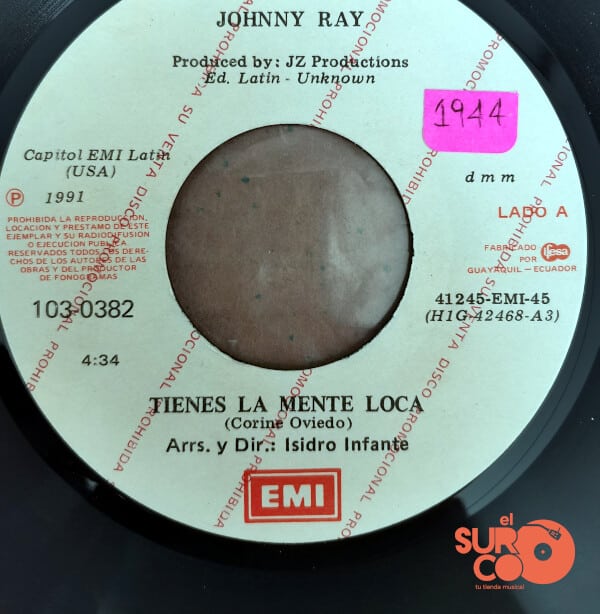 JOHNNY RAY
Produced by: JZ Productions
Ed. Latin - Unknown
1944
Capitol EMI Latin
(USA)
Ⓟ 1991
PROHIBIDA LA REPRODUCCION,
LOCACION Y PRESTAMO DE ESTE
EJEMPLAR Y SU RADIODIFUSION
O EJECUCION PUBLICA
RESERVADOS TODOS LOS DERE-
CHOS DE LOS AUTORES DE LAS
OBRAS Y DEL PRODUCTOR
DE FONOGRAMAS
103-0382
4:34
dmm
LADO A
FABRICADO
POR
ifesa
GUAYAQUIL - ECUADOR
41245-EMI-45
(H1G-42468-A3)
TIENES LA MENTE LOCA
(Corine Oviedo)
Arrs. y Dir.: Isidro Infante
EMI
DISCO PROMOCIONAL PROHIBIDA SU VENTA
el
SURCO
tu tienda musical